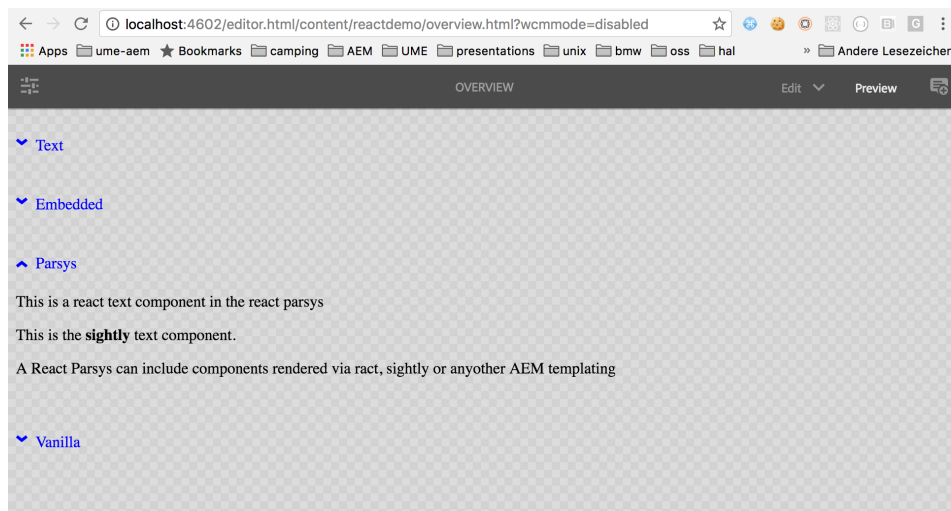 localhost:4602/editor.html/content/reactdemo/overview.html?wcmmode=disabled
Apps ume-aem Bookmarks camping AEM UME presentations unix bmw oss hal » Andere Lesezeichen
OVERVIEW Edit Preview
Text
Embedded
Parsys
This is a react text component in the react parsys
This is the sightly text component.
A React Parsys can include components rendered via ract, sightly or anyother AEM templating
Vanilla